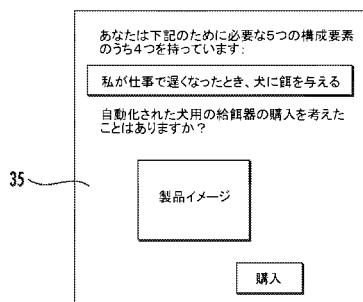 あなたは下記のために必要な5つの構成要素
のうち4つを持っています:
私が仕事で遅くなったとき、犬に餌を与える
自動化された犬用の給餌器の購入を考えた
ことはありますか？
35
製品イメージ
購入